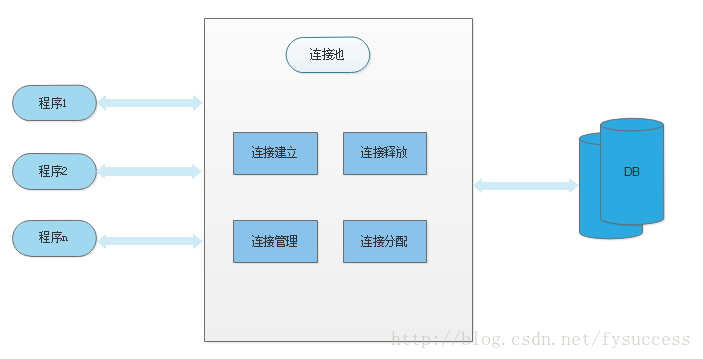 连接也
程序1
程序2
程序n
连接建立
连接释放
连接管理
连接分配
DB
http://blog.csdn.net/fysuccess